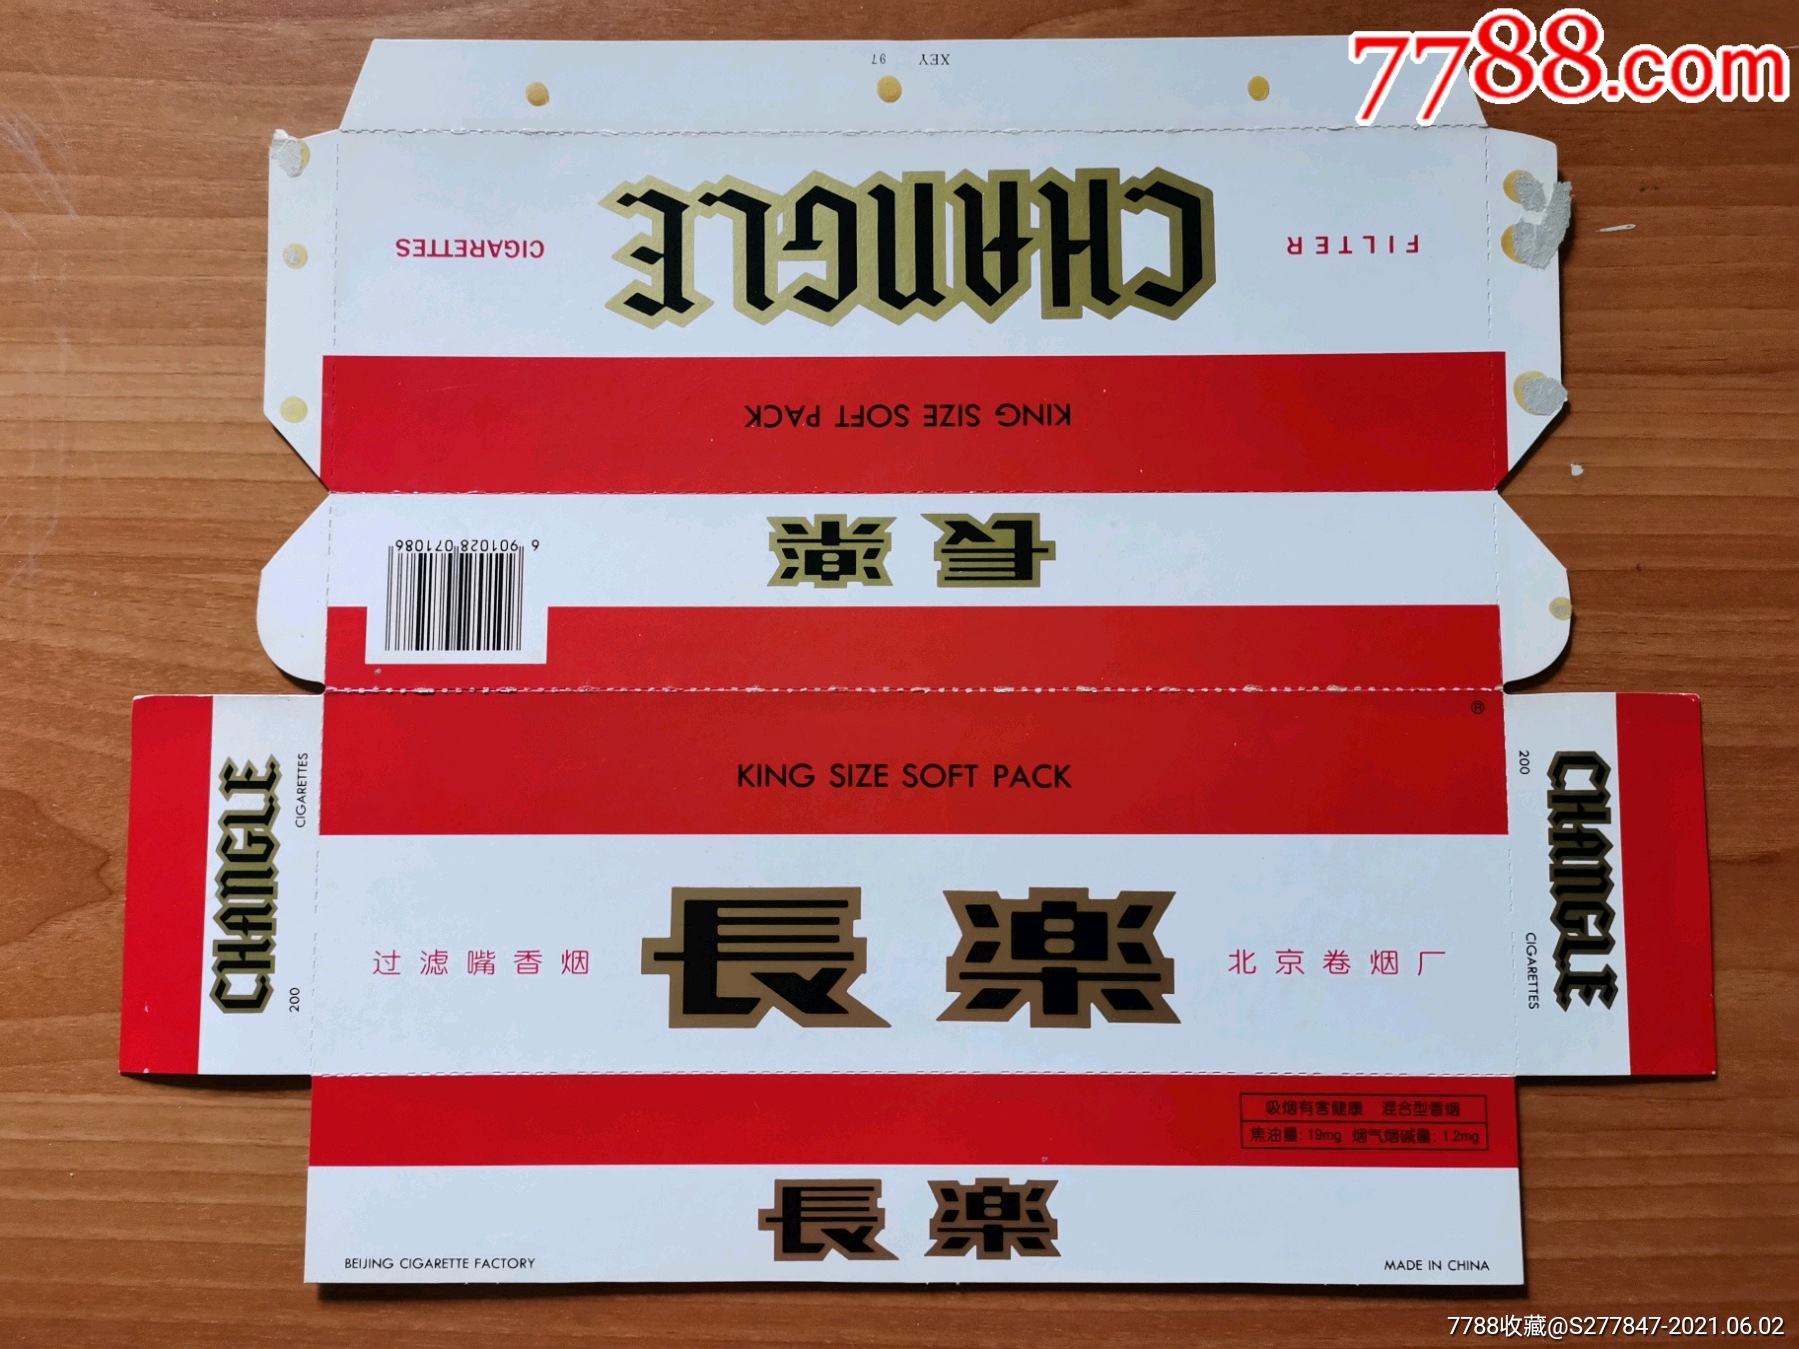 7788.com
XEY 97
FILTER CHANGLE CIGARETTES
KING SIZE SOFT PACK
長樂
6 901028 071086
®
KING SIZE SOFT PACK
CHANGLE
200 CIGARETTES
過滤嘴香烟 長樂 北京卷烟厂
CHANGLE
200 CIGARETTES
吸烟有害健康 混合型香烟
焦油量: 19mg 烟气烟碱量: 1.2mg
長樂
BEIJING CIGARETTE FACTORY MADE IN CHINA
7788收藏@S277847-2021.06.02